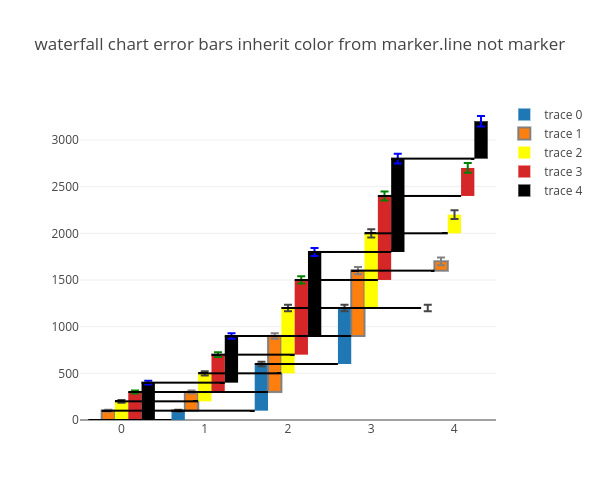 waterfall chart error bars inherit color from marker.line not marker
trace 0
trace 1
trace 2
trace 3
trace 4
3000
2500
2000
1500
1000
500
0
0 1 2 3 4